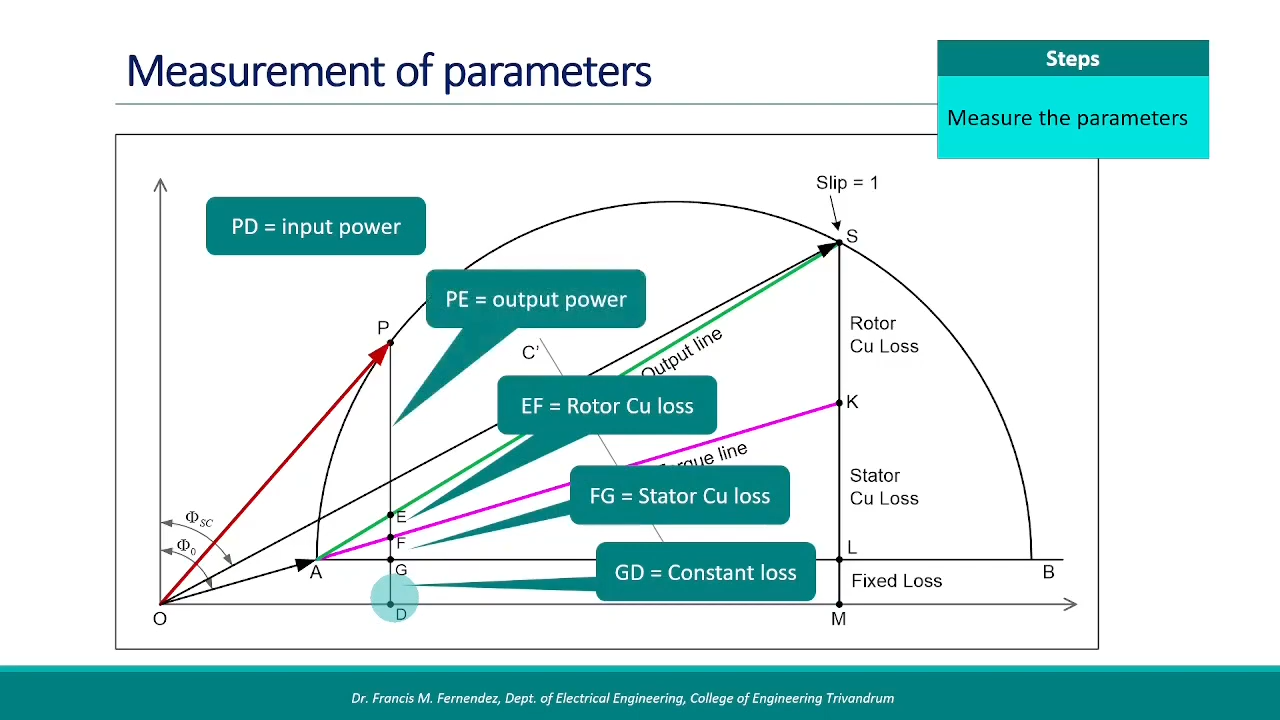 Measurement of parameters
Steps
Measure the parameters
Slip = 1
S
PD = input power
PE = output power
P
Rotor
Cu Loss
C'
Output line
EF = Rotor Cu loss
K
Torque line
Stator
Cu Loss
FG = Stator Cu loss
E
ΦSC
F
Φ0
L
A
G
GD = Constant loss
Fixed Loss
B
D
O
M
Dr. Francis M. Fernendez, Dept. of Electrical Engineering, College of Engineering Trivandrum